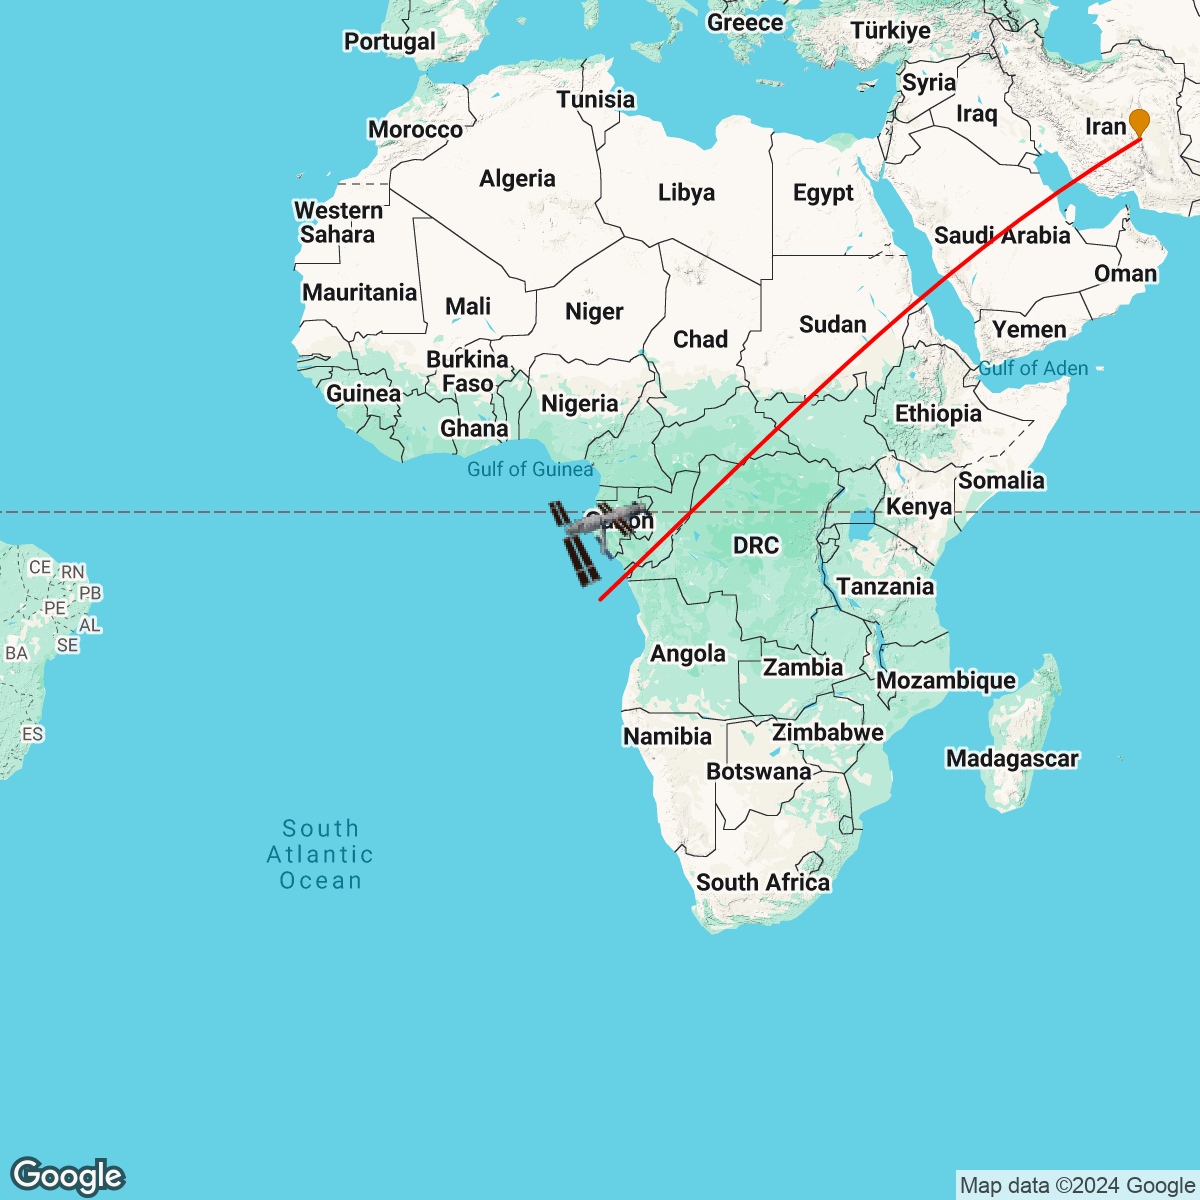 Greece
Türkiye
Portugal
Syria
Tunisia
Iraq
Iran
Morocco
Algeria
Libya
Egypt
Western
Sahara
Saudi Arabia
Oman
Mauritania
Mali
Niger
Sudan
Yemen
Chad
Burkina
Faso
Gulf of Aden
Guinea
Nigeria
Ethiopia
Ghana
Gulf of Guinea
Somalia
Kenya
DRC
CE
RN
PB
PE
AL
SE
BA
Tanzania
Angola
Zambia
Mozambique
ES
Namibia
Zimbabwe
Madagascar
Botswana
South
Atlantic
Ocean
South Africa
Google
Map data ©2024 Google